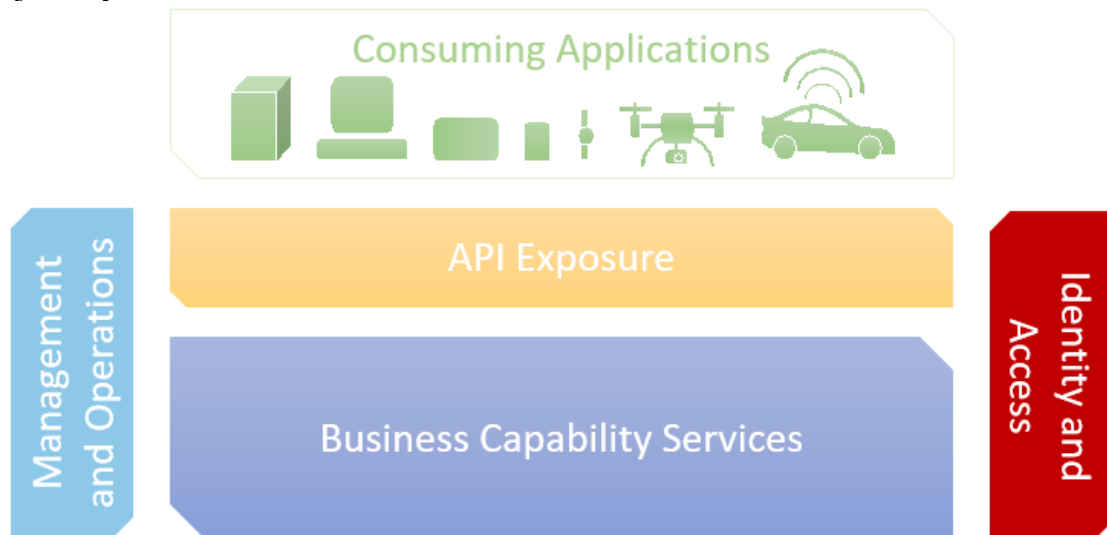 Consuming Applications
API Exposure
Management
and Operations
Business Capability Services
Identity and
Access